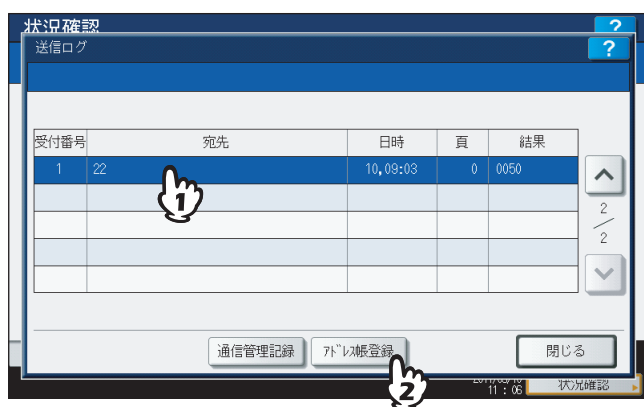 状況確認
?
送信ログ
?
受付番号 宛先 日時 頁 結果
1 22 10,09:03 0 0050
1
2
2
通信管理記録 ｱﾄﾞﾚｽ帳登録 閉じる
2
11:06 状況確認